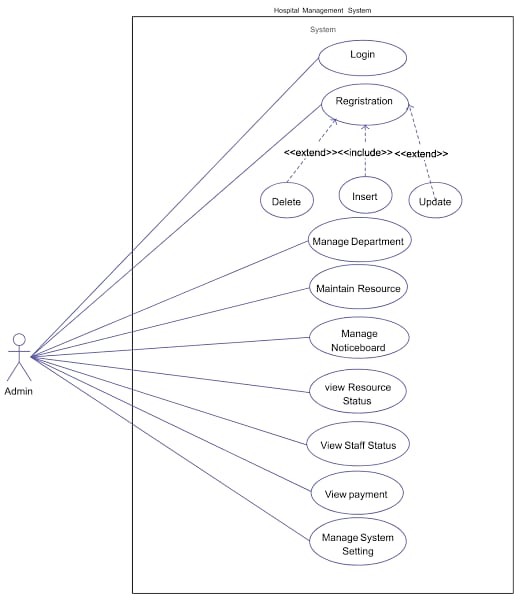 Hospital Management System
System
Login
Regristration
<<extend>> <<include>> <<extend>>
Delete
Insert
Update
Manage Department
Maintain Resource
Manage
Noticeboard
view Resource
Status
Admin
View Staff Status
View payment
Manage System
Setting